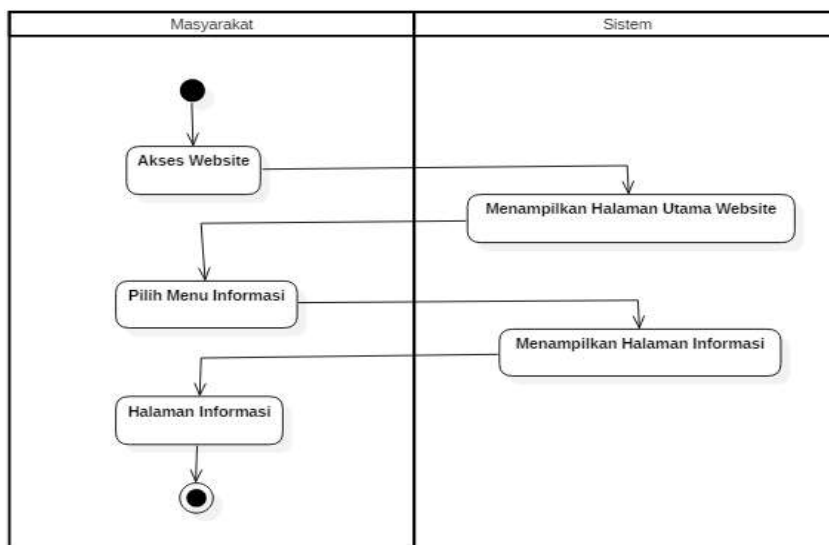 Masyarakat
Sistem
Akses Website
Menampilkan Halaman Utama Website
Pilih Menu Informasi
Menampilkan Halaman Informasi
Halaman Informasi